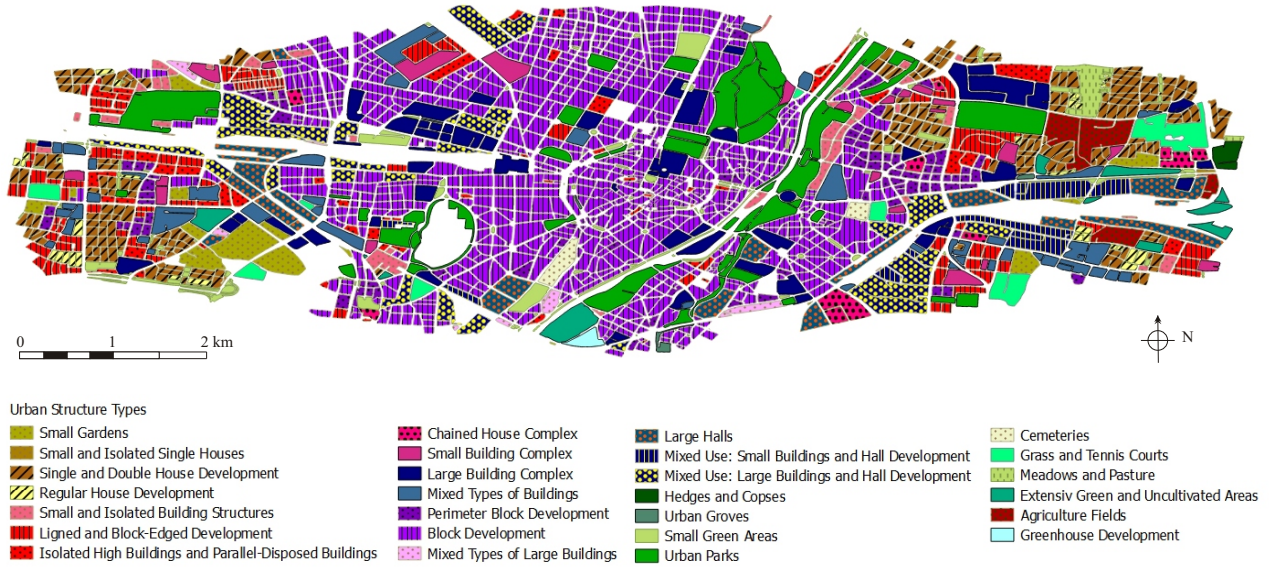 0 1 2 km
N
Urban Structure Types
Small Gardens
Small and Isolated Single Houses
Single and Double House Development
Regular House Development
Small and Isolated Building Structures
Ligned and Block-Edged Development
Isolated High Buildings and Parallel-Disposed Buildings
Chained House Complex
Small Building Complex
Large Building Complex
Mixed Types of Buildings
Perimeter Block Development
Block Development
Mixed Types of Large Buildings
Large Halls
Mixed Use: Small Buildings and Hall Development
Mixed Use: Large Buildings and Hall Development
Hedges and Copses
Urban Groves
Small Green Areas
Urban Parks
Cemeteries
Grass and Tennis Courts
Meadows and Pasture
Extensiv Green and Uncultivated Areas
Agriculture Fields
Greenhouse Development